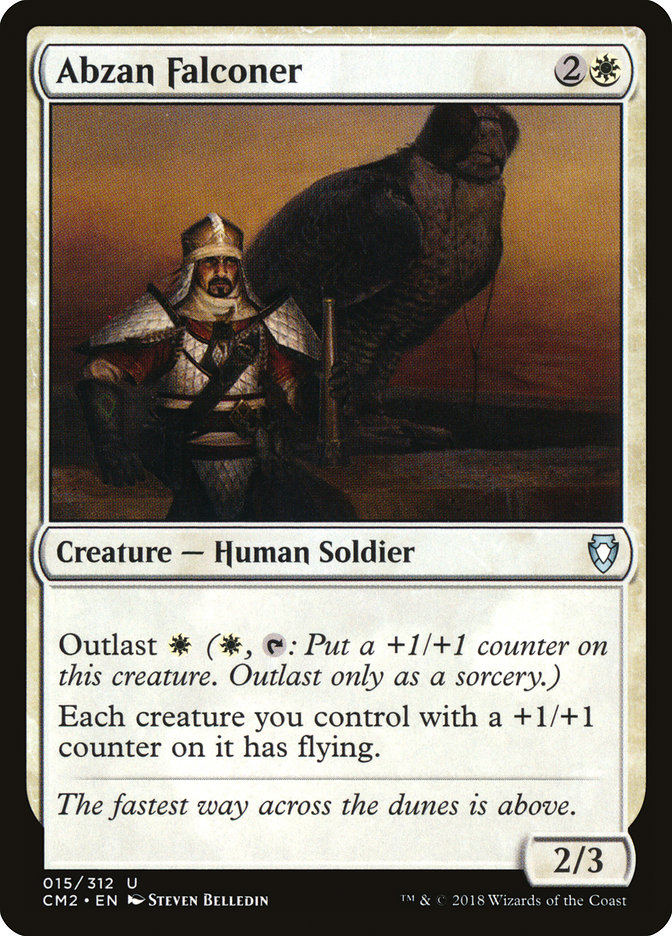 Abzan Falconer 2
Creature — Human Soldier
Outlast (, : Put a +1/+1 counter on
this creature. Outlast only as a sorcery.)
Each creature you control with a +1/+1
counter on it has flying.
The fastest way across the dunes is above.
2/3
015/312 U
CM2 • EN Steven Belledin
™ & © 2018 Wizards of the Coast